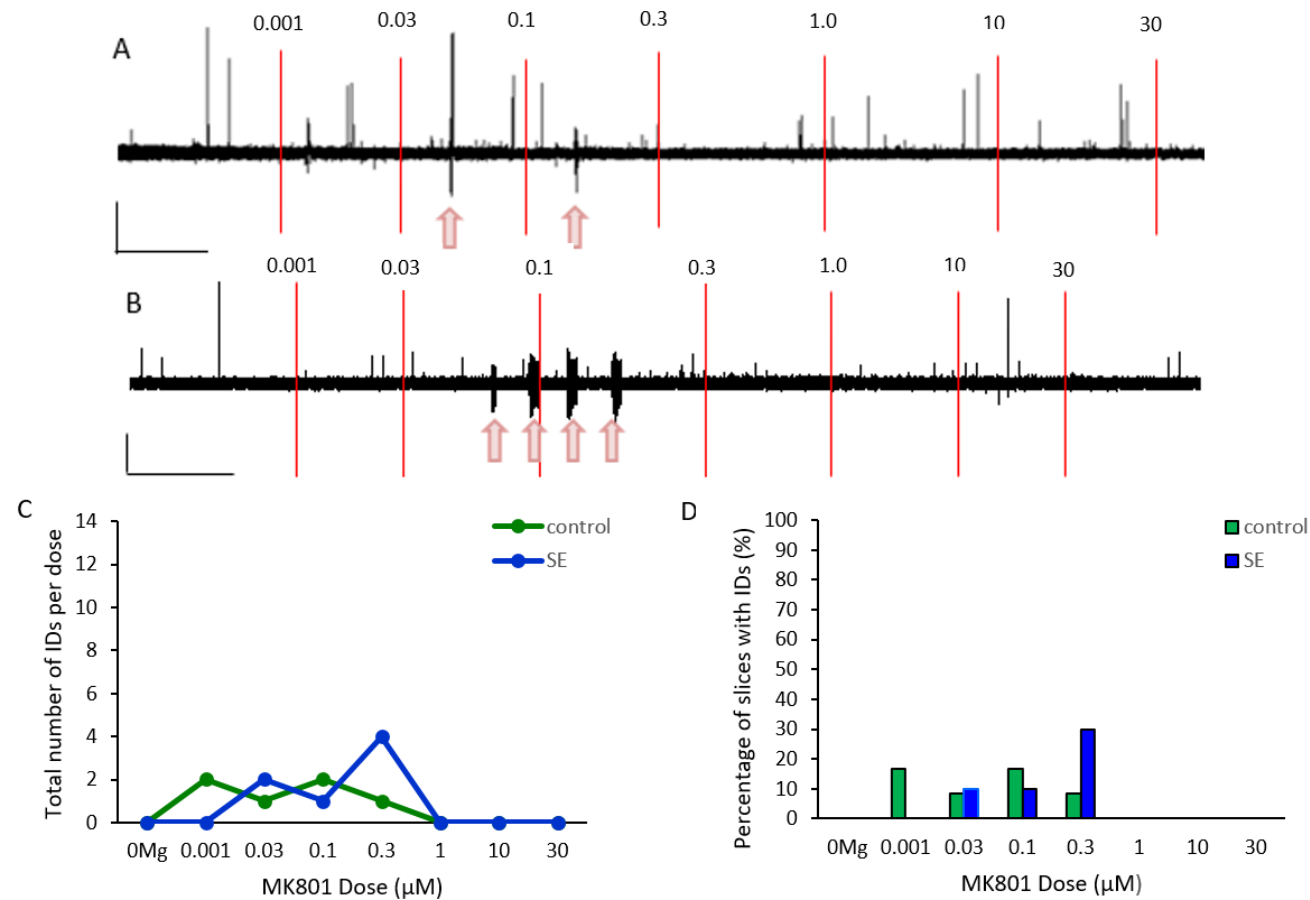 A
0.001 0.03 0.1 0.3 1.0 10 30
B
0.001 0.03 0.1 0.3 1.0 10 30
C
Total number of IDs per dose
14
12
10
8
6
4
2
0
0Mg 0.001 0.03 0.1 0.3 1 10 30
MK801 Dose (µM)
control
SE
D
Percentage of slices with IDs (%)
100
90
80
70
60
50
40
30
20
10
0
0Mg 0.001 0.03 0.1 0.3 1 10 30
MK801 Dose (µM)
control
SE